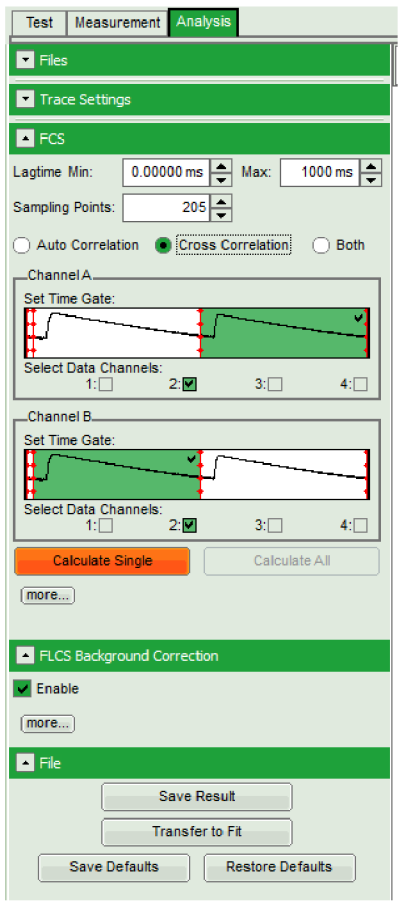 Test Measurement Analysis
Files
Trace Settings
FCS
Lagtime Min: 0.00000 ms Max: 1000 ms
Sampling Points: 205
Auto Correlation Cross Correlation Both
Channel A
Set Time Gate:
Select Data Channels:
1: 2: 3: 4:
Channel B
Set Time Gate:
Select Data Channels:
1: 2: 3: 4:
Calculate Single Calculate All
(more...)
FLCS Background Correction
Enable
(more...)
File
Save Result
Transfer to Fit
Save Defaults Restore Defaults